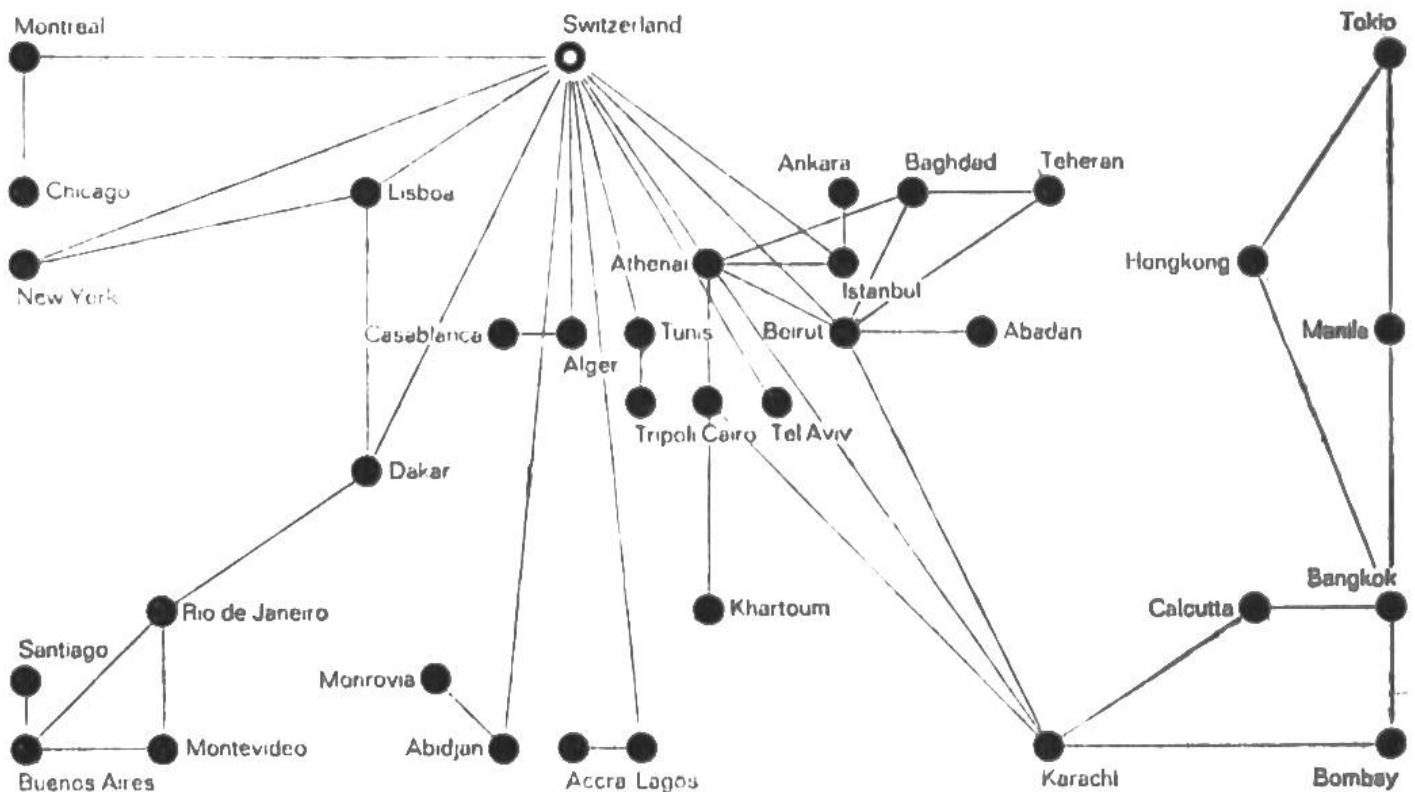 Montreal
Switzerland
Tokio
Ankara
Baghdad
Teheran
Chicago
Lisboa
Athenai
Hongkong
New York
Istanbul
Casablanca
Tunis
Beirut
Abadan
Manila
Alger
Tripoli
Cairo
Tel Aviv
Dakar
Bangkok
Rio de Janeiro
Khartoum
Calcutta
Santiago
Monrovia
Montevideo
Abidjan
Buenos Aires
Accra
Lagos
Karachi
Bombay